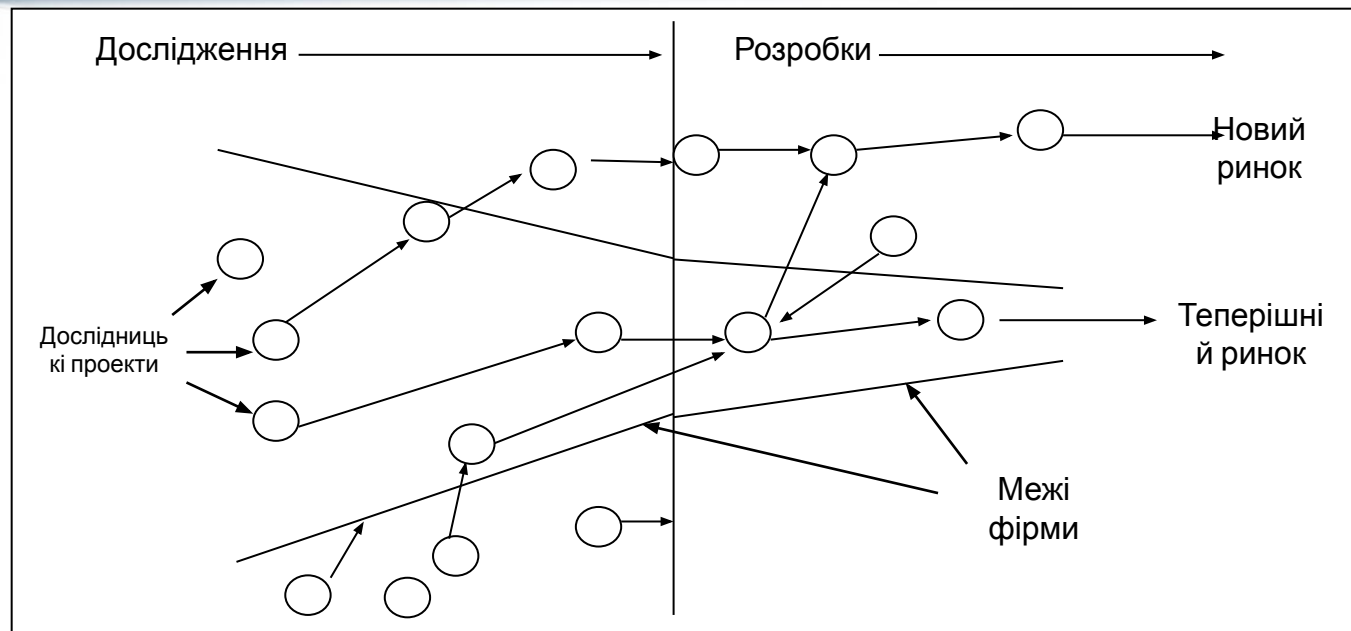 Дослідження
Розробки
Новий
ринок
Дослідниць
кі проекти
Теперішні
й ринок
Межі
фірми